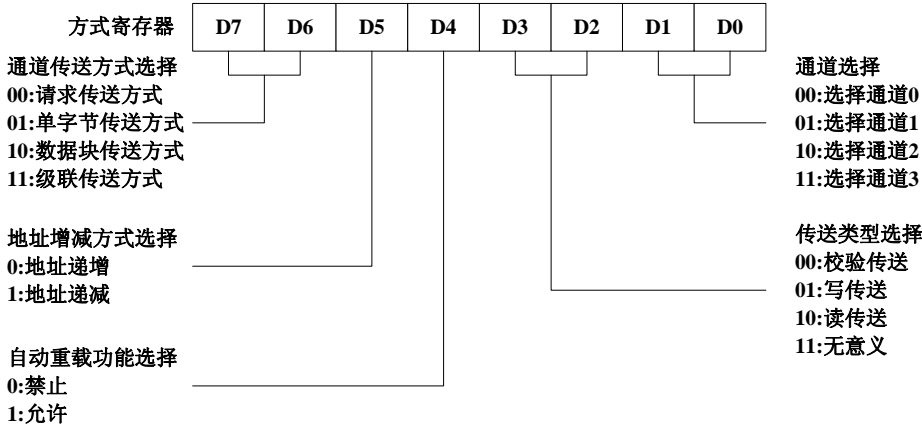 方式寄存器 D7 D6 D5 D4 D3 D2 D1 D0
通道传送方式选择
00:请求传送方式
01:单字节传送方式
10:数据块传送方式
11:级联传送方式
地址增减方式选择
0:地址递增
1:地址递减
自动重载功能选择
0:禁止
1:允许
通道选择
00:选择通道0
01:选择通道1
10:选择通道2
11:选择通道3
传送类型选择
00:校验传送
01:写传送
10:读传送
11:无意义